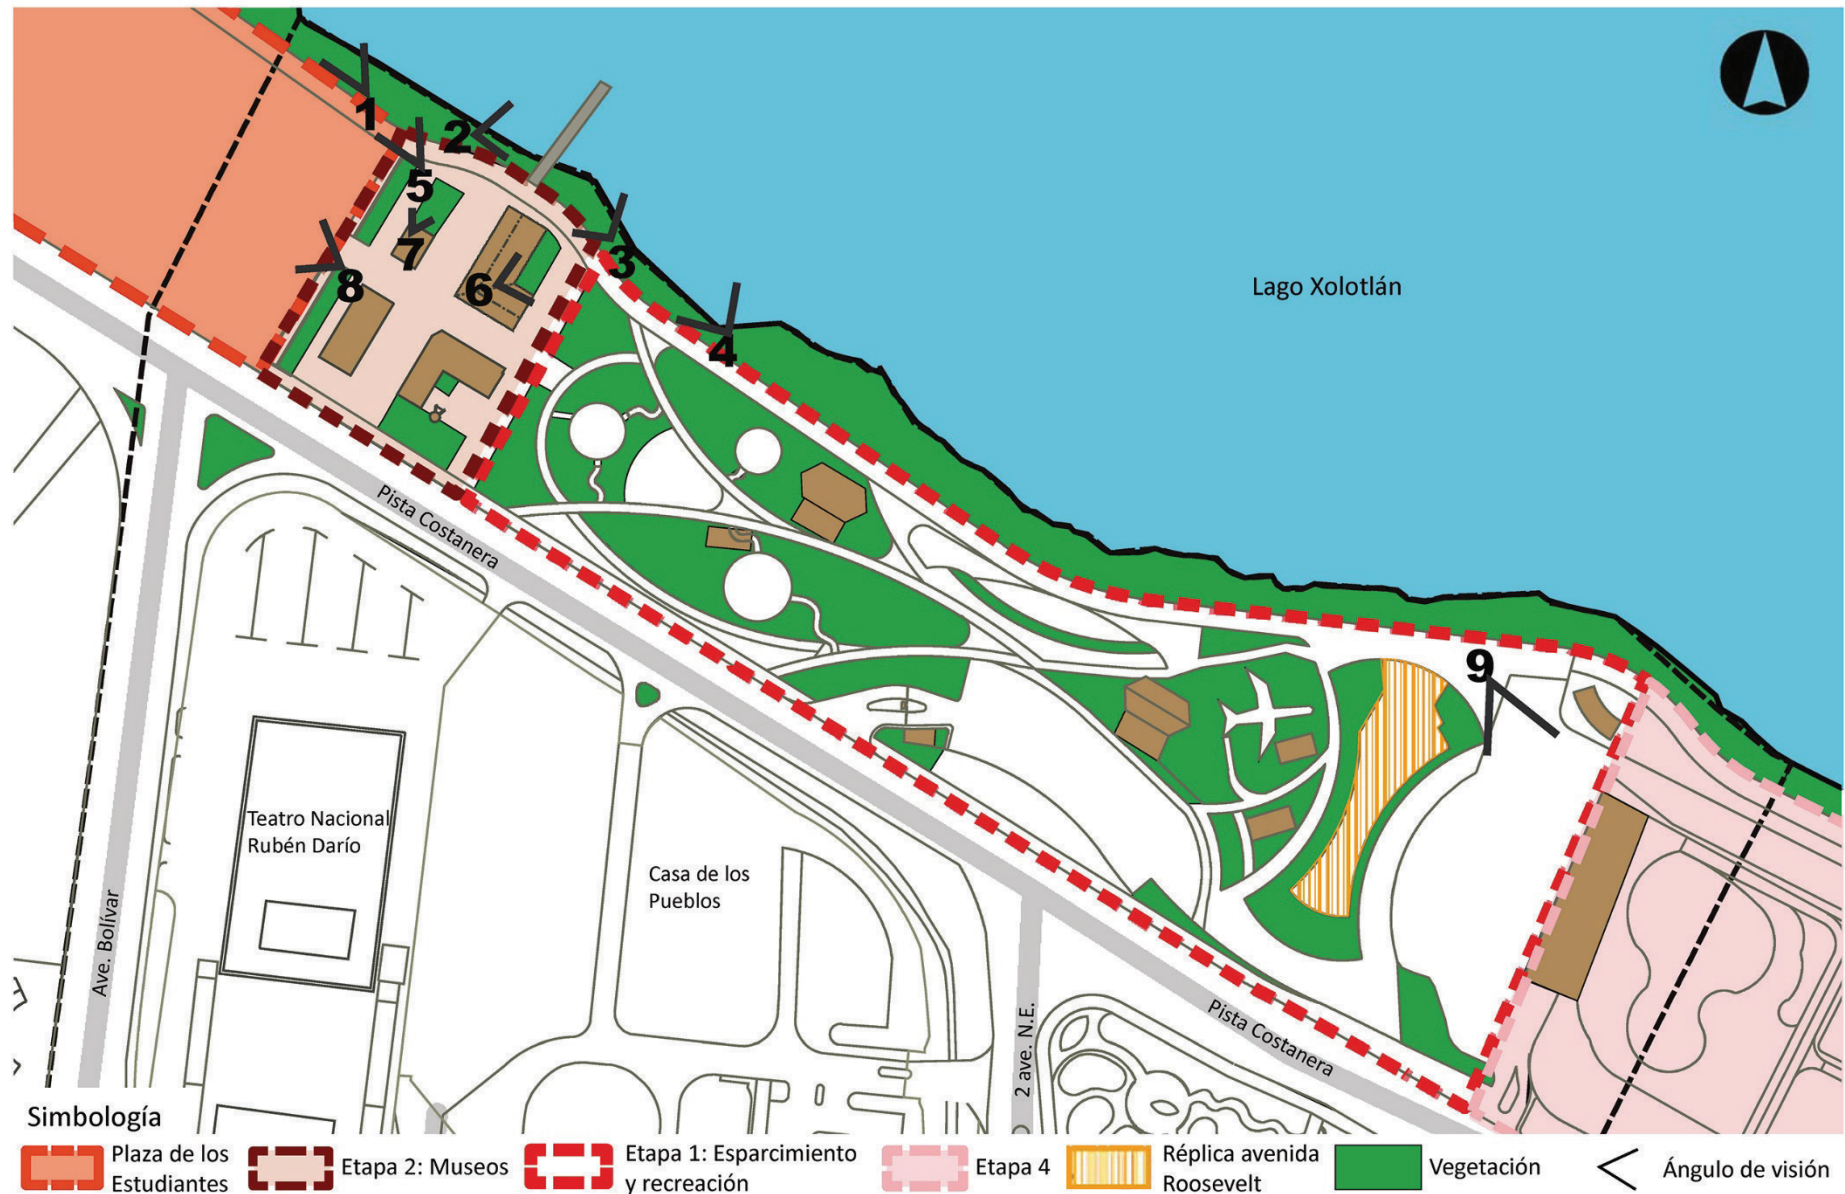 1
2
5
3
7
8
6
4
Lago Xolotlán
Pista Costanera
9
Teatro Nacional
Rubén Darío
Casa de los
Pueblos
Ave. Bolívar
2 ave. N.E.
Pista Costanera
Simbología
Plaza de los
Estudiantes
Etapa 2: Museos
Etapa 1: Esparcimiento
y recreación
Etapa 4
Réplica avenida
Roosevelt
Vegetación
Ángulo de visión